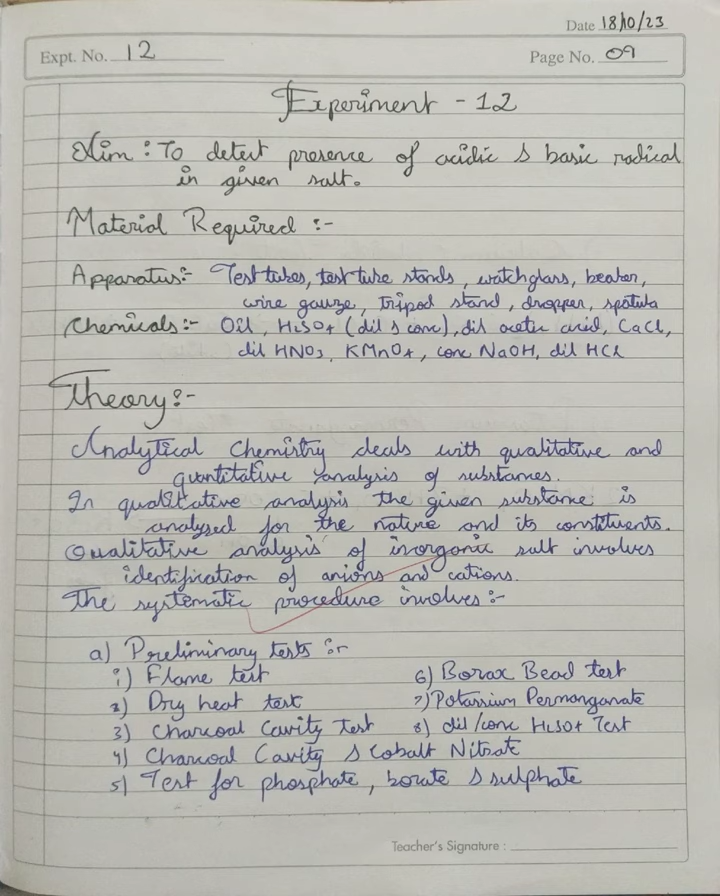 Date 18/10/23
Expt. No. 12
Page No. 09
Experiment - 12
Aim : To detect presence of acidic & basic radical
in given salt.
Material Required :-
Apparatus:- Test tubes, test tube stands, watchglass, beaker,
wire gauze, tripod stand, dropper, spatula
Chemicals:- Oil, H₂SO₄ (dil & conc), dil acetic acid, CaCl,
dil HNO₃, KMnO₄, conc NaOH, dil HCl
Theory:-
Analytical Chemistry deals with qualitative and
quantitative analysis of substances.
In qualitative analysis the given substance is
analysed for the nature and its constituents.
Qualitative analysis of inorganic salt involves
identification of anions and cations.
The systematic procedure involves :-
a) Preliminary tests :-
1) Flame test
6) Borax Bead test
2) Dry heat test
7) Potassium Permanganate
3) Charcoal Cavity Test
8) dil/conc H₂SO₄ Test
4) Charcoal Cavity & Cobalt Nitrate
5) Test for phosphate, borate & sulphate
Teacher's Signature :